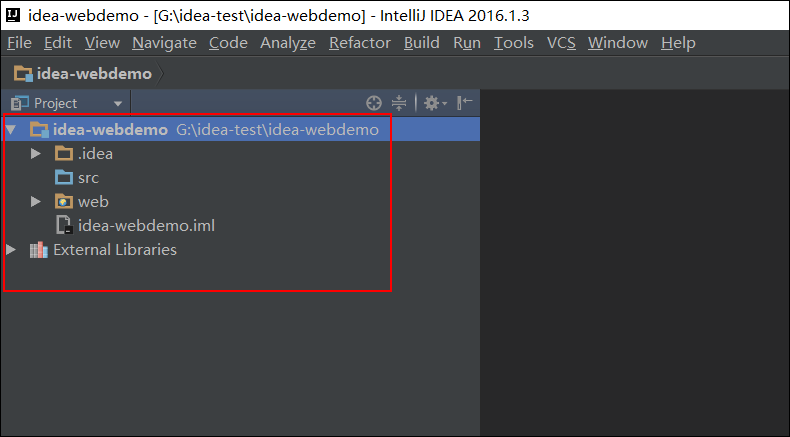 idea-webdemo - [G:\idea-test\idea-webdemo] - IntelliJ IDEA 2016.1.3
File Edit View Navigate Code Analyze Refactor Build Run Tools VCS Window Help
idea-webdemo
Project
idea-webdemo G:\idea-test\idea-webdemo
.idea
src
web
idea-webdemo.iml
External Libraries